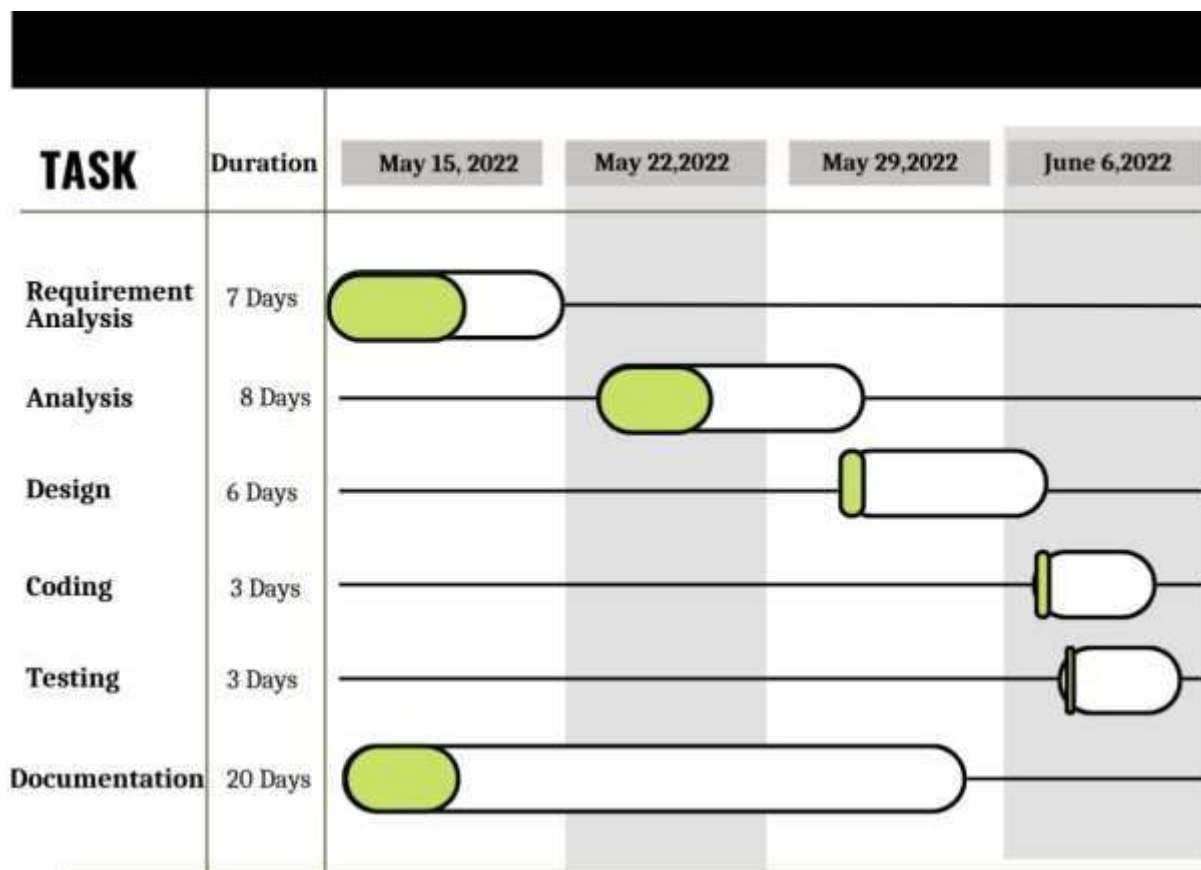 TASK Duration May 15, 2022 May 22,2022 May 29,2022 June 6,2022
Requirement
Analysis 7 Days
Analysis 8 Days
Design 6 Days
Coding 3 Days
Testing 3 Days
Documentation 20 Days